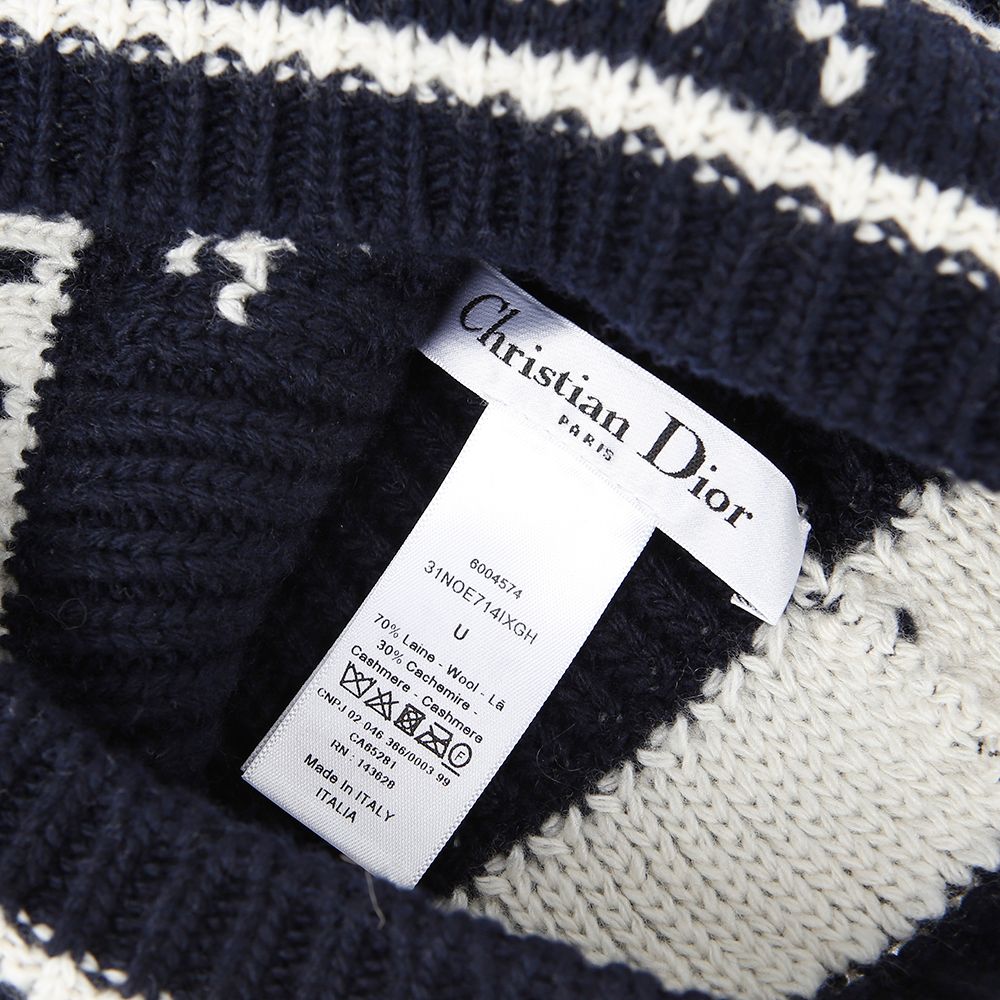 Christian Dior
PARIS
6004574
31NOE714IXGH
U
70% Laine - Wool - Lã
30% Cachemire -
Cashmere - Cashmere
F
CNPJ 02.046.366/0003.99
CA65281
RN : 143628
Made In ITALY
ITALIA